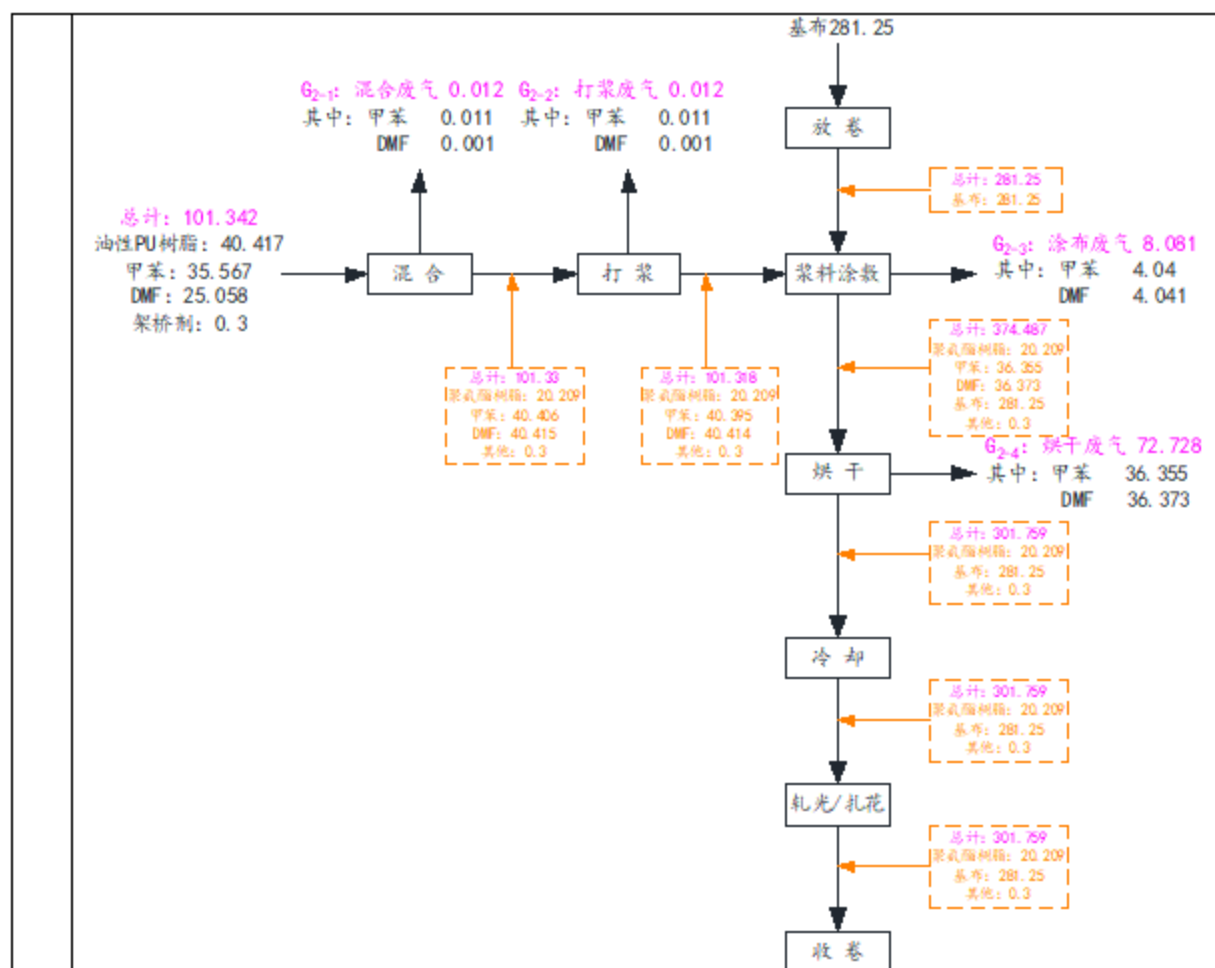 基布281.25
G2-1: 混合废气 0.012
其中: 甲苯 0.011
DMF 0.001
G2-2: 打浆废气 0.012
其中: 甲苯 0.011
DMF 0.001
放卷
总计: 281.25
基布: 281.25
总计: 101.342
油性PU树脂: 40.417
甲苯: 35.567
DMF: 25.058
架桥剂: 0.3
混合
打浆
浆料涂敷
G2-3: 涂布废气 8.081
其中: 甲苯 4.04
DMF 4.041
总计: 101.33
聚氨酯树脂: 20.209
甲苯: 40.406
DMF: 40.415
其他: 0.3
总计: 101.318
聚氨酯树脂: 20.209
甲苯: 40.395
DMF: 40.414
其他: 0.3
总计: 374.487
聚氨酯树脂: 20.209
甲苯: 36.355
DMF: 36.373
基布: 281.25
其他: 0.3
烘干
G2-4: 烘干废气 72.728
其中: 甲苯 36.355
DMF 36.373
总计: 301.759
聚氨酯树脂: 20.209
基布: 281.25
其他: 0.3
冷却
总计: 301.759
聚氨酯树脂: 20.209
基布: 281.25
其他: 0.3
轧光/扎花
总计: 301.759
聚氨酯树脂: 20.209
基布: 281.25
其他: 0.3
收卷